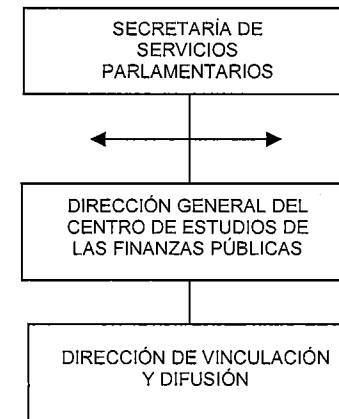 SECRETARÍA DE
SERVICIOS
PARLAMENTARIOS
DIRECCIÓN GENERAL DEL
CENTRO DE ESTUDIOS DE
LAS FINANZAS PÚBLICAS
DIRECCIÓN DE VINCULACIÓN
Y DIFUSIÓN